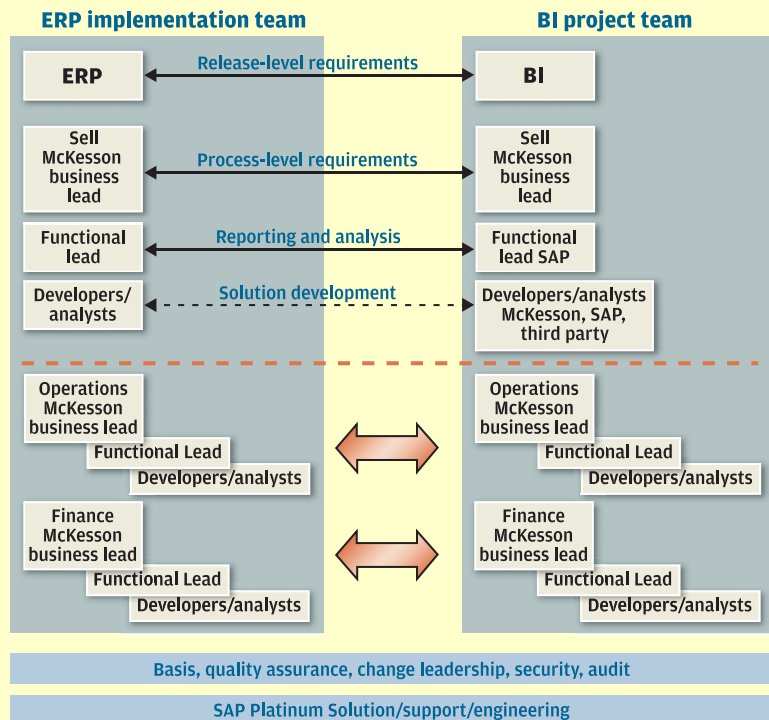 ERP implementation team
BI project team
ERP
Release-level requirements
BI
Sell
McKesson
business
lead
Process-level requirements
Sell
McKesson
business
lead
Functional
lead
Reporting and analysis
Functional
lead SAP
Developers/
analysts
Solution development
Developers/analysts
McKesson, SAP,
third party
Operations
McKesson
business lead
Functional Lead
Developers/analysts
Operations
McKesson
business lead
Functional Lead
Developers/analysts
Finance
McKesson
business lead
Functional Lead
Developers/analysts
Finance
McKesson
business lead
Functional Lead
Developers/analysts
Basis, quality assurance, change leadership, security, audit
SAP Platinum Solution/support/engineering